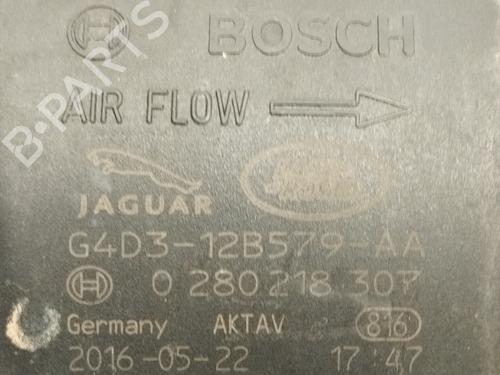 BOSCH
AIR FLOW
JAGUAR
G4D3-12B579-AA
0 280 218 307
Germany AKTAV 816
2016-05-22 17:47
B-PARTS